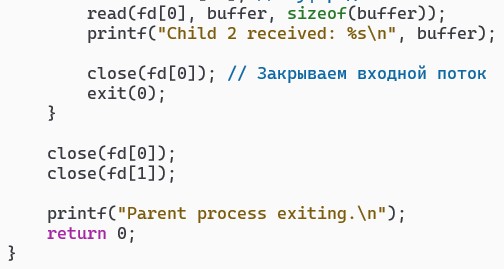 read(fd[0], buffer, sizeof(buffer));
printf("Child 2 received: %s\n", buffer);
close(fd[0]); // Закрываем входной поток
exit(0);
}
close(fd[0]);
close(fd[1]);
printf("Parent process exiting.\n");
return 0;
}